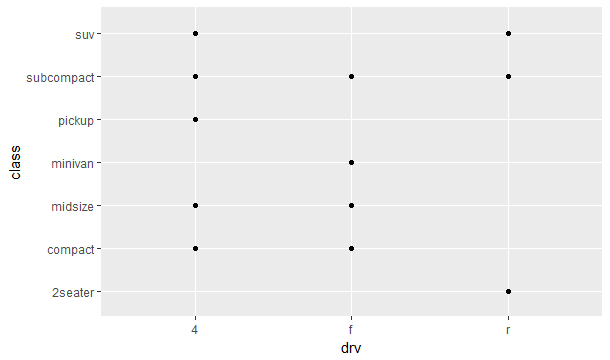 suv
subcompact
pickup
minivan
midsize
compact
2seater
class
4 f r
drv